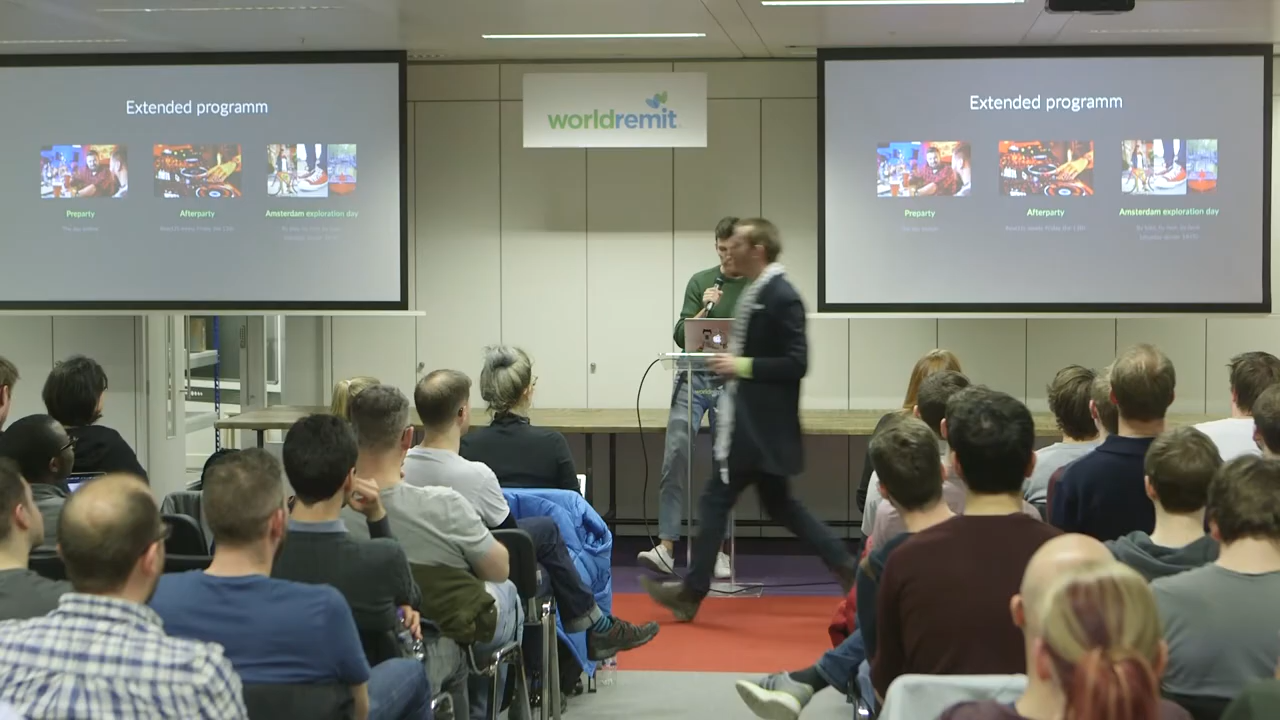 Extended programm
Preparty
Afterparty
Amsterdam exploration day
worldremit
Extended programm
Preparty
Afterparty
Amsterdam exploration day